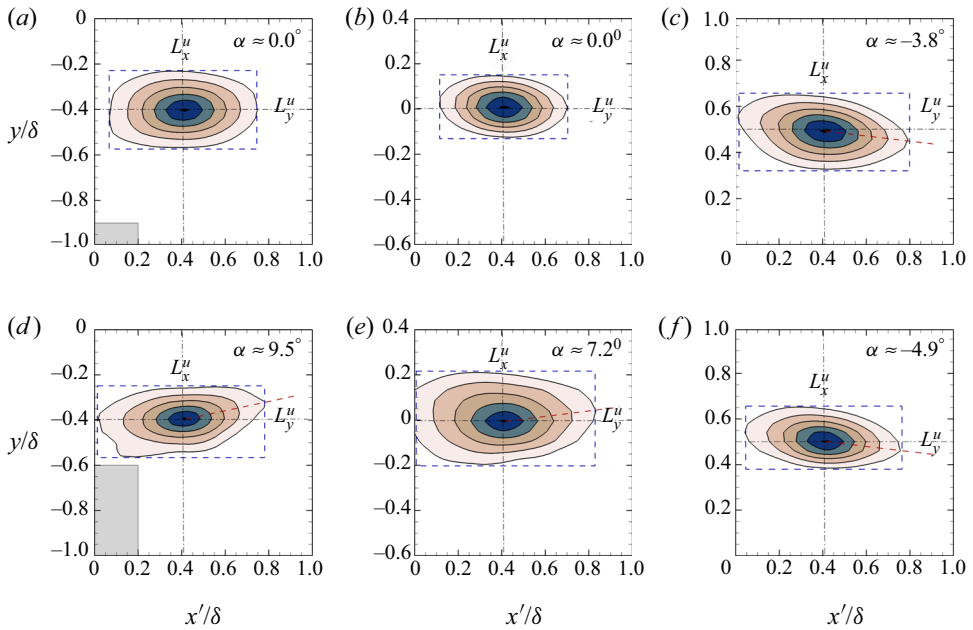 (a)
(b)
(c)
0
−0.2
−0.4
−0.6
−0.8
−1.0
y/δ
L_x^u
α ≈ 0.0°
L_y^u
0 0.2 0.4 0.6 0.8 1.0
0.4
0.2
0
−0.2
−0.4
−0.6
L_x^u
α ≈ 0.0⁰
L_y^u
0 0.2 0.4 0.6 0.8 1.0
1.0
0.8
0.6
0.4
0.2
α ≈ −3.8°
L_x^u
L_y^u
0 0.2 0.4 0.6 0.8 1.0
(d)
(e)
(f)
0
−0.2
−0.4
−0.6
−0.8
−1.0
y/δ
L_x^u
α ≈ 9.5°
L_y^u
0 0.2 0.4 0.6 0.8 1.0
x′/δ
0.4
0.2
0
−0.2
−0.4
−0.6
L_x^u
α ≈ 7.2⁰
L_y^u
0 0.2 0.4 0.6 0.8 1.0
x′/δ
1.0
0.8
0.6
0.4
0.2
α ≈ −4.9°
L_x^u
L_y^u
0 0.2 0.4 0.6 0.8 1.0
x′/δ